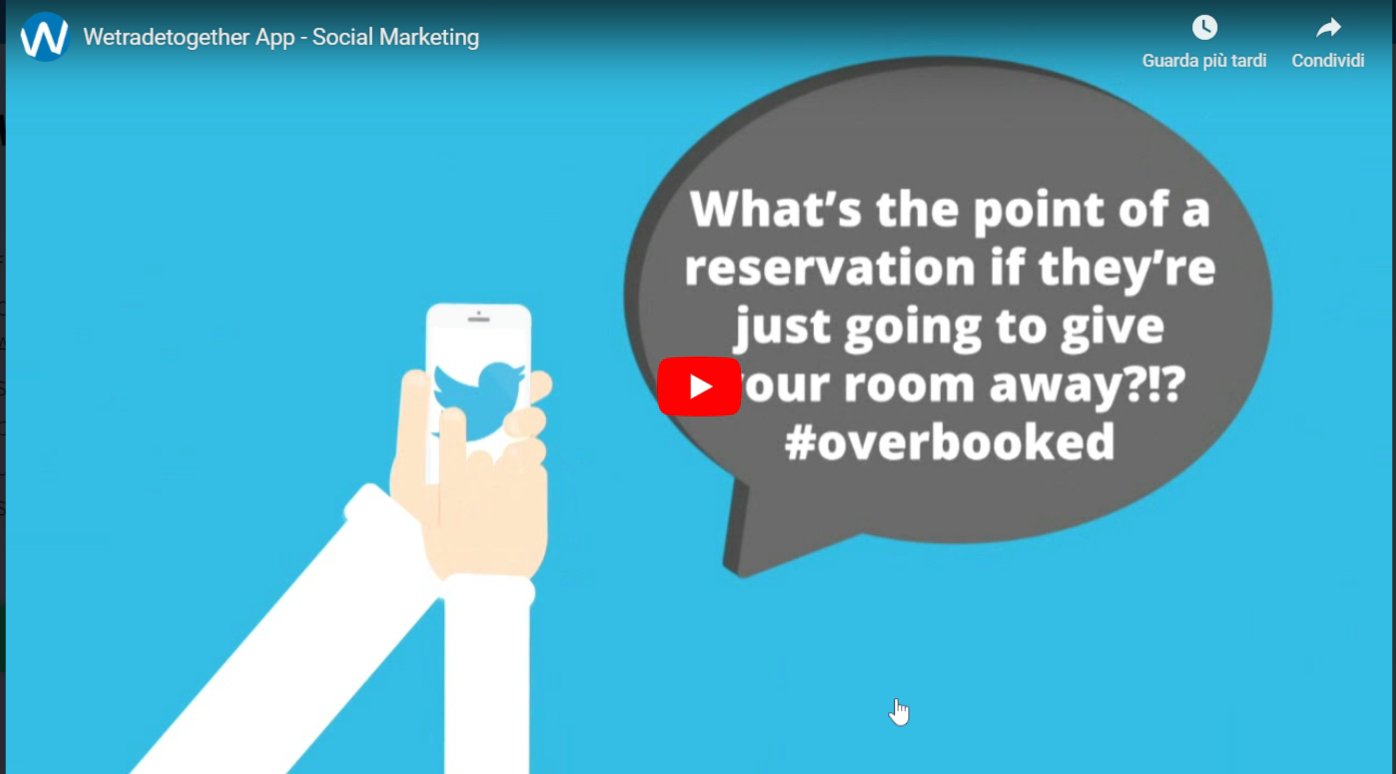 Wetradetogether App - Social Marketing
Guarda più tardi
Condividi
What’s the point of a
reservation if they’re
just going to give
room away?!?
#overbooked